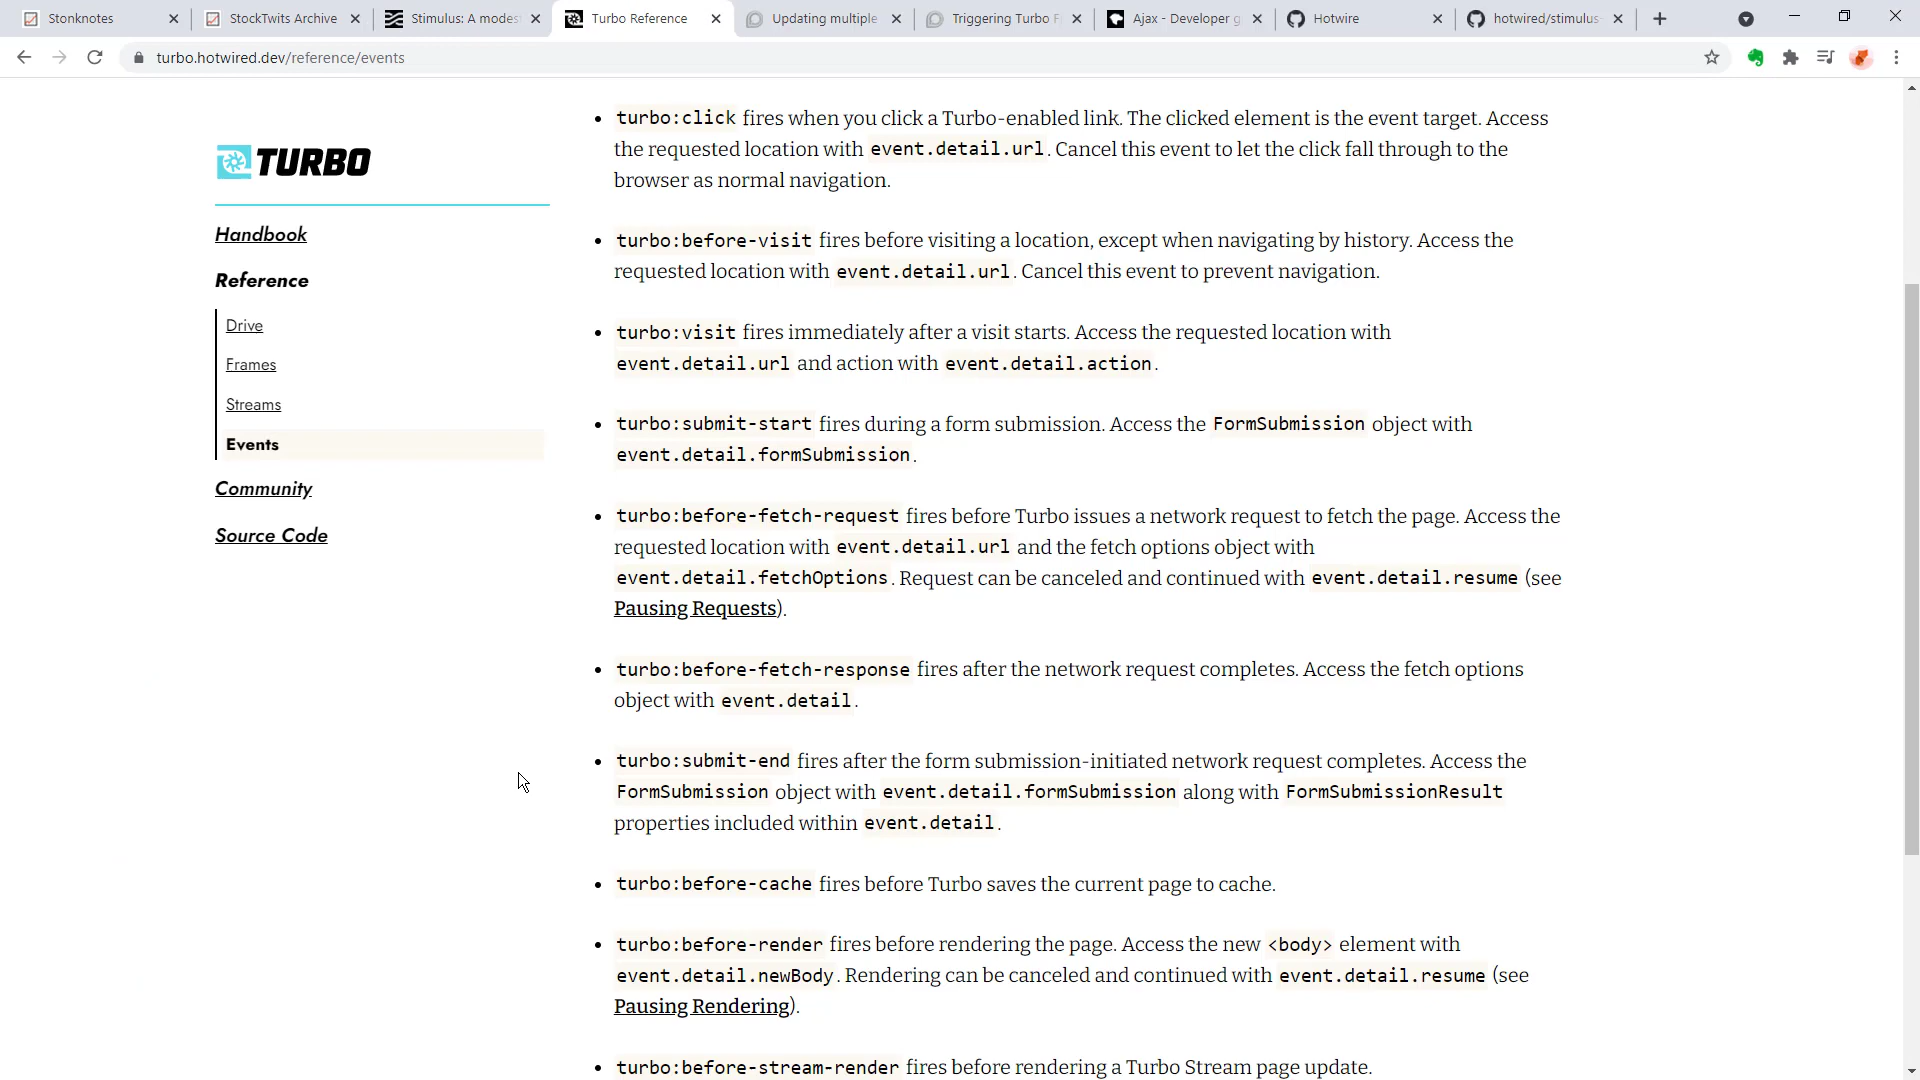 Stonknotes
StockTwits Archive
Stimulus: A modes
Turbo Reference
Updating multiple
Triggering Turbo F
Ajax - Developer g
Hotwire
hotwired/stimulus-
turbo.hotwired.dev/reference/events
TURBO
Handbook
Reference
Drive
Frames
Streams
Events
Community
Source Code
• turbo:click fires when you click a Turbo-enabled link. The clicked element is the event target. Access
the requested location with event.detail.url. Cancel this event to let the click fall through to the
browser as normal navigation.
• turbo:before-visit fires before visiting a location, except when navigating by history. Access the
requested location with event.detail.url. Cancel this event to prevent navigation.
• turbo:visit fires immediately after a visit starts. Access the requested location with
event.detail.url and action with event.detail.action.
• turbo:submit-start fires during a form submission. Access the FormSubmission object with
event.detail.formSubmission.
• turbo:before-fetch-request fires before Turbo issues a network request to fetch the page. Access the
requested location with event.detail.url and the fetch options object with
event.detail.fetchOptions. Request can be canceled and continued with event.detail.resume (see
Pausing Requests).
• turbo:before-fetch-response fires after the network request completes. Access the fetch options
object with event.detail.
• turbo:submit-end fires after the form submission-initiated network request completes. Access the
FormSubmission object with event.detail.formSubmission along with FormSubmissionResult
properties included within event.detail.
• turbo:before-cache fires before Turbo saves the current page to cache.
• turbo:before-render fires before rendering the page. Access the new <body> element with
event.detail.newBody. Rendering can be canceled and continued with event.detail.resume (see
Pausing Rendering).
• turbo:before-stream-render fires before rendering a Turbo Stream page update.